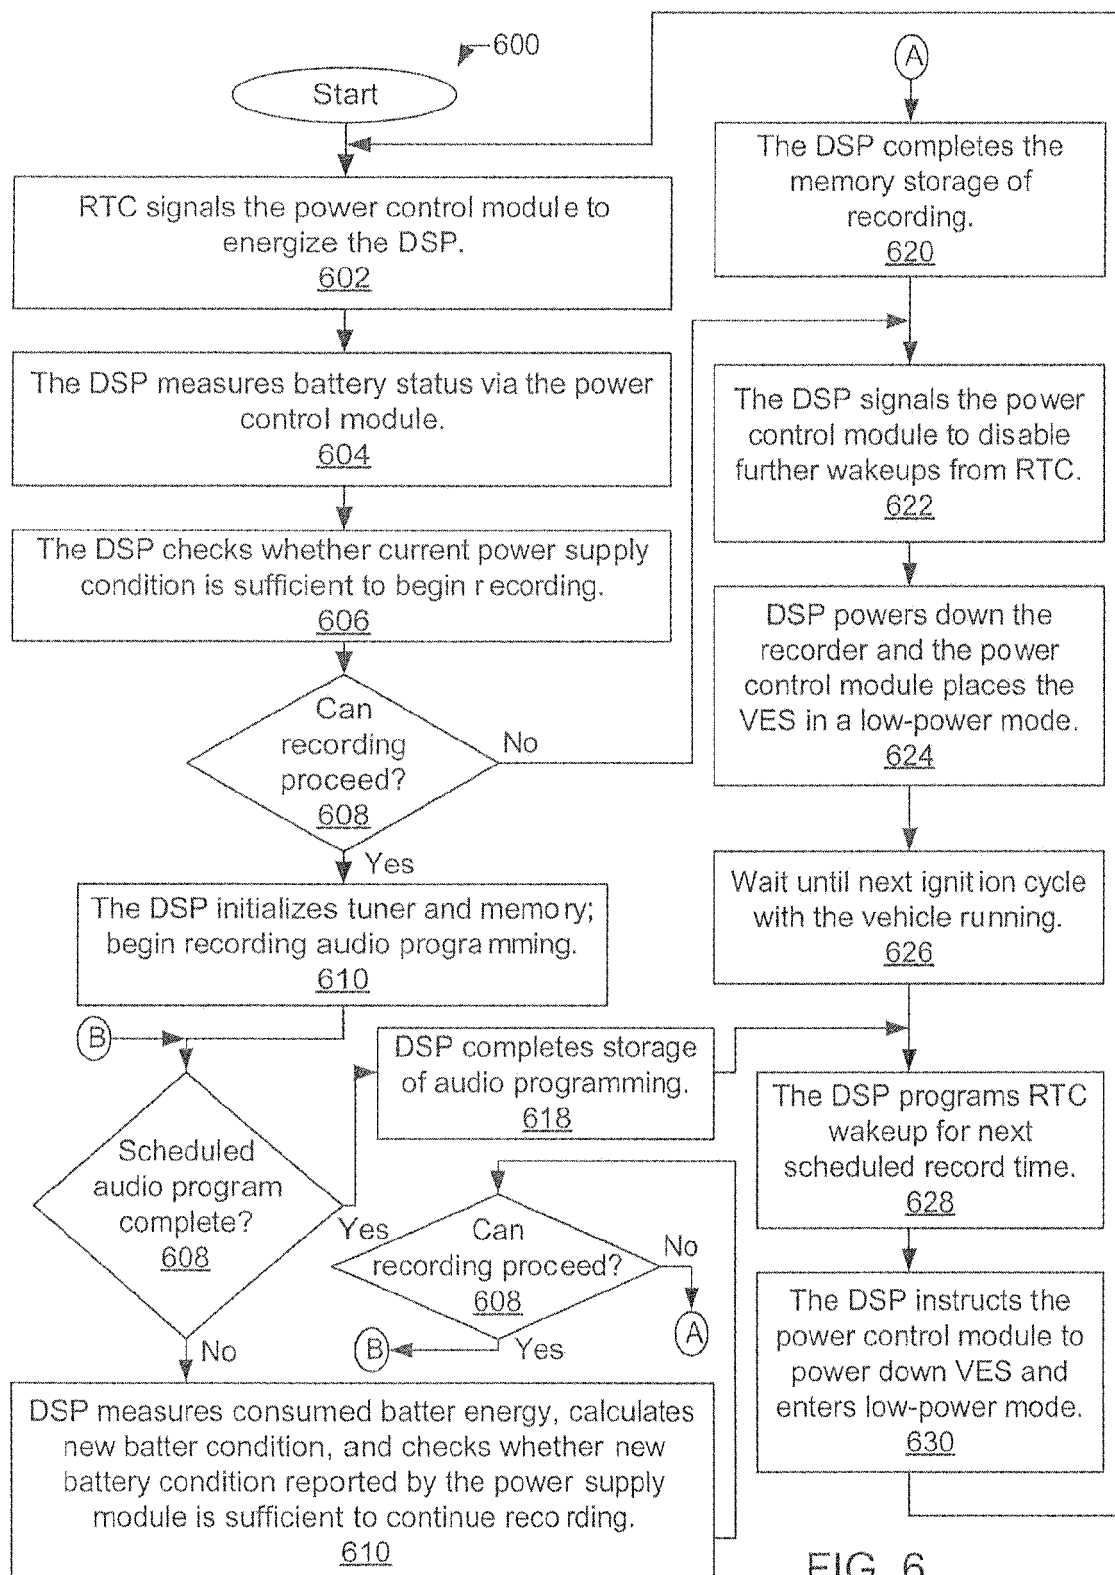 600
Start
RTC signals the power control module to
energize the DSP.
602
The DSP measures battery status via the power
control module.
604
The DSP checks whether current power supply
condition is sufficient to begin recording.
606
Can
recording
proceed?
608
No
Yes
The DSP initializes tuner and memory;
begin recording audio programming.
610
B
Scheduled
audio program
complete?
608
Yes
No
DSP completes storage
of audio programming.
618
Can
recording proceed?
608
No
A
Yes
B
DSP measures consumed batter energy, calculates
new batter condition, and checks whether new
battery condition reported by the power supply
module is sufficient to continue recording.
610
A
The DSP completes the
memory storage of
recording.
620
The DSP signals the power
control module to disable
further wakeups from RTC.
622
DSP powers down the
recorder and the power
control module places the
VES in a low-power mode.
624
Wait until next ignition cycle
with the vehicle running.
626
The DSP programs RTC
wakeup for next
scheduled record time.
628
The DSP instructs the
power control module to
power down VES and
enters low-power mode.
630
FIG. 6